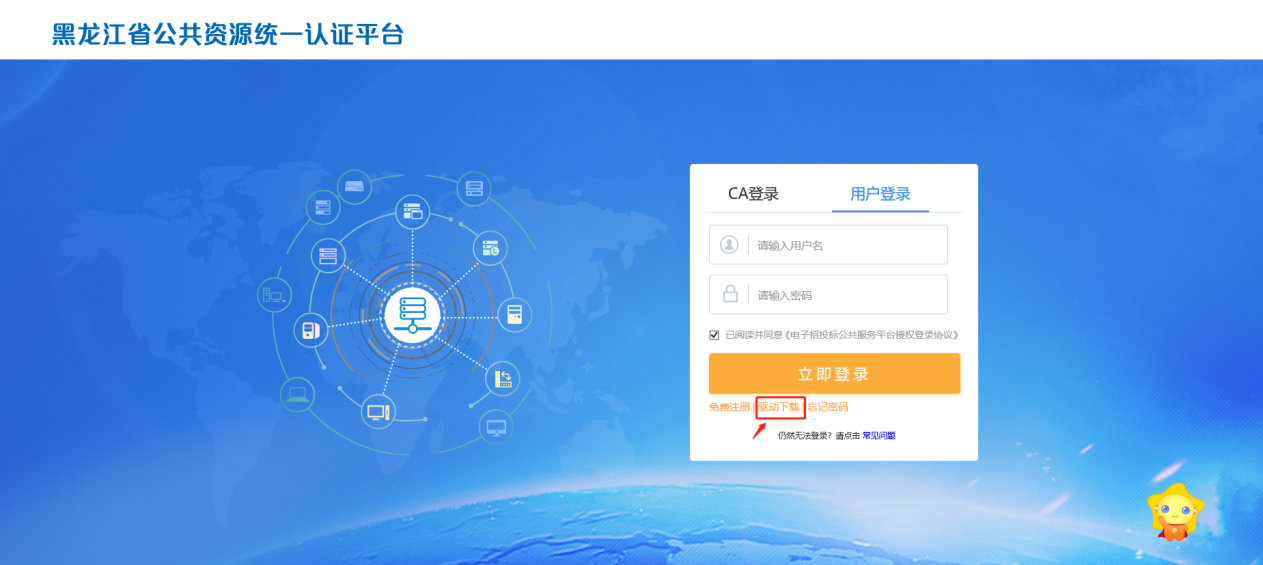 黑龙江省公共资源统一认证平台
CA登录 用户登录
请输入用户名
请输入密码
已阅读并同意《电子招投标公共服务平台授权登录协议》
立即登录
免费注册 | 驱动下载 | 忘记密码
仍然无法登录？请点击 常见问题